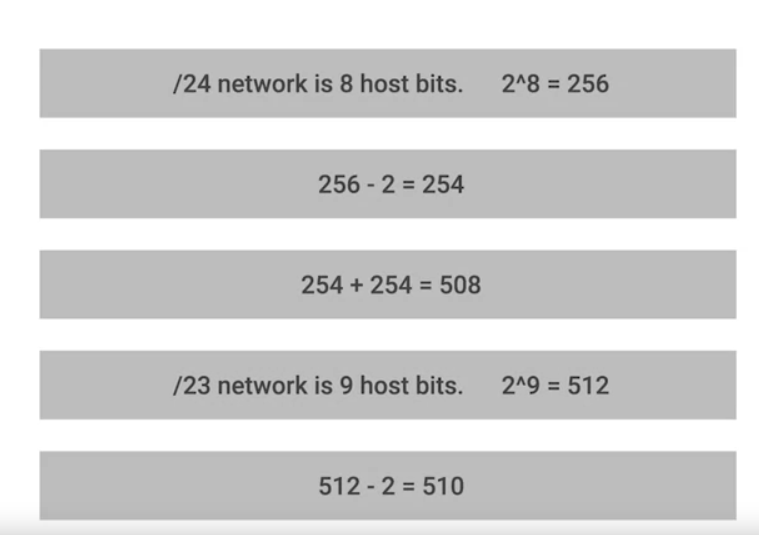 /24 network is 8 host bits. 2^8 = 256
256 - 2 = 254
254 + 254 = 508
/23 network is 9 host bits. 2^9 = 512
512 - 2 = 510